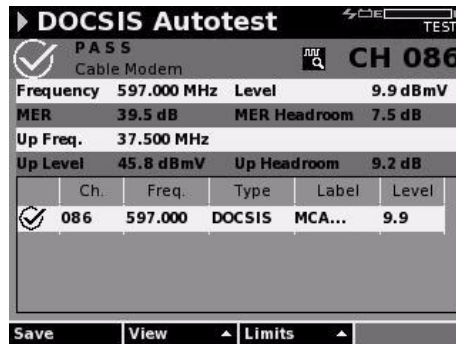 DOCSIS Autotest
TEST
PASS
Cable Modem
CH 086
Frequency 597.000 MHz Level 9.9 dBmV
MER 39.5 dB MER Headroom 7.5 dB
Up Freq. 37.500 MHz
Up Level 45.8 dBmV Up Headroom 9.2 dB
Ch. Freq. Type Label Level
086 597.000 DOCSIS MCA... 9.9
Save View Limits